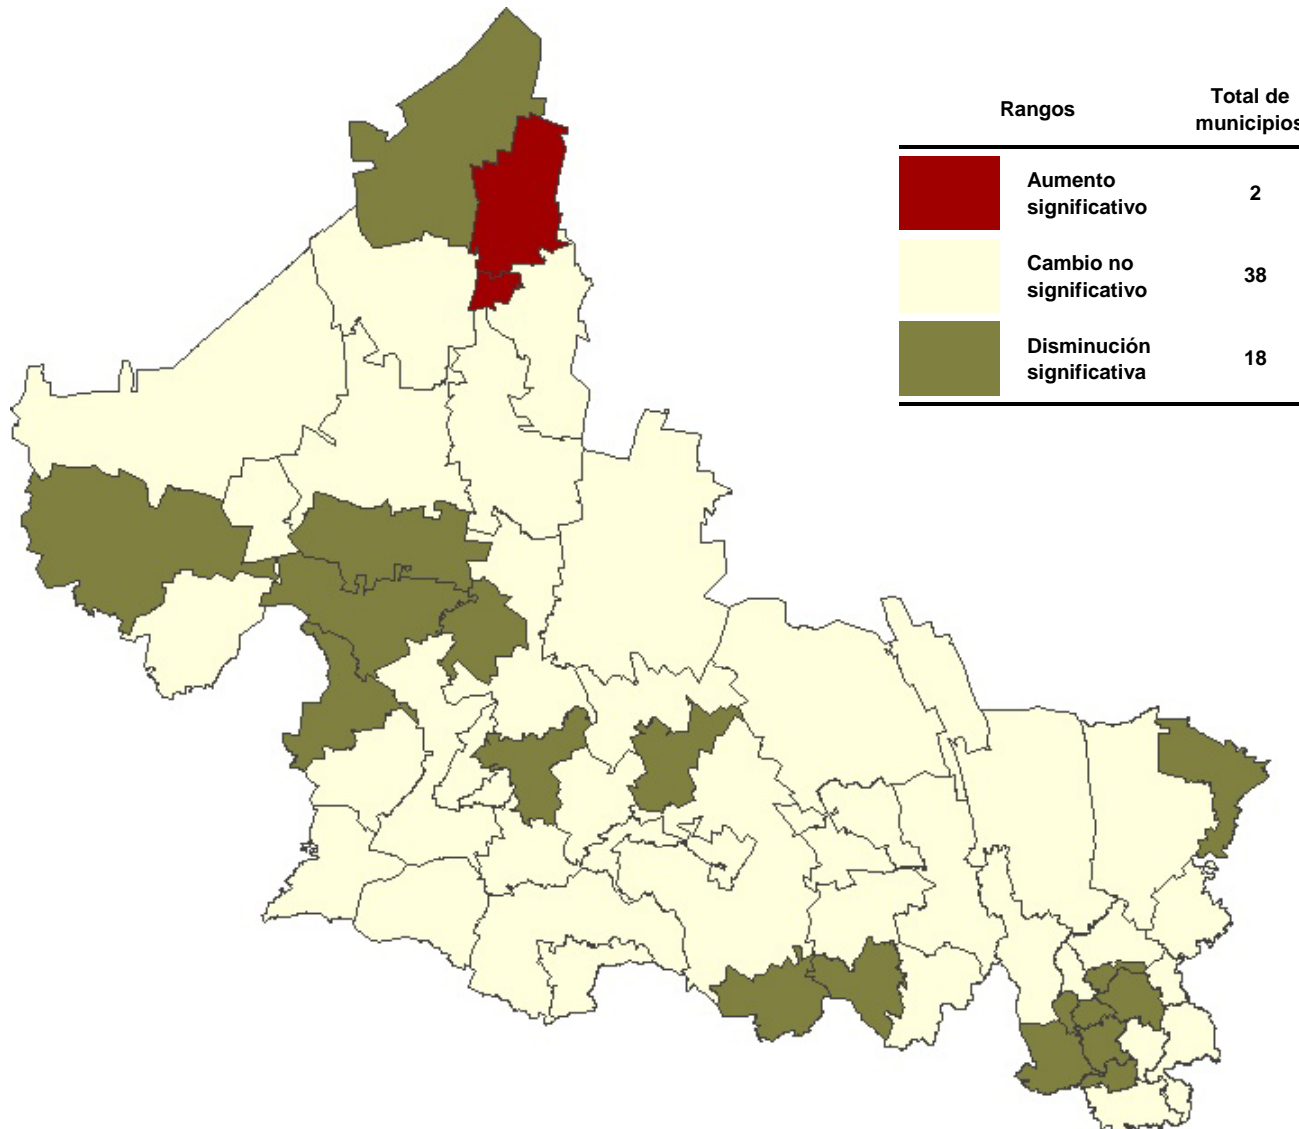 Rangos
Total de
municipios
Aumento
significativo
2
Cambio no
significativo
38
Disminución
significativa
18